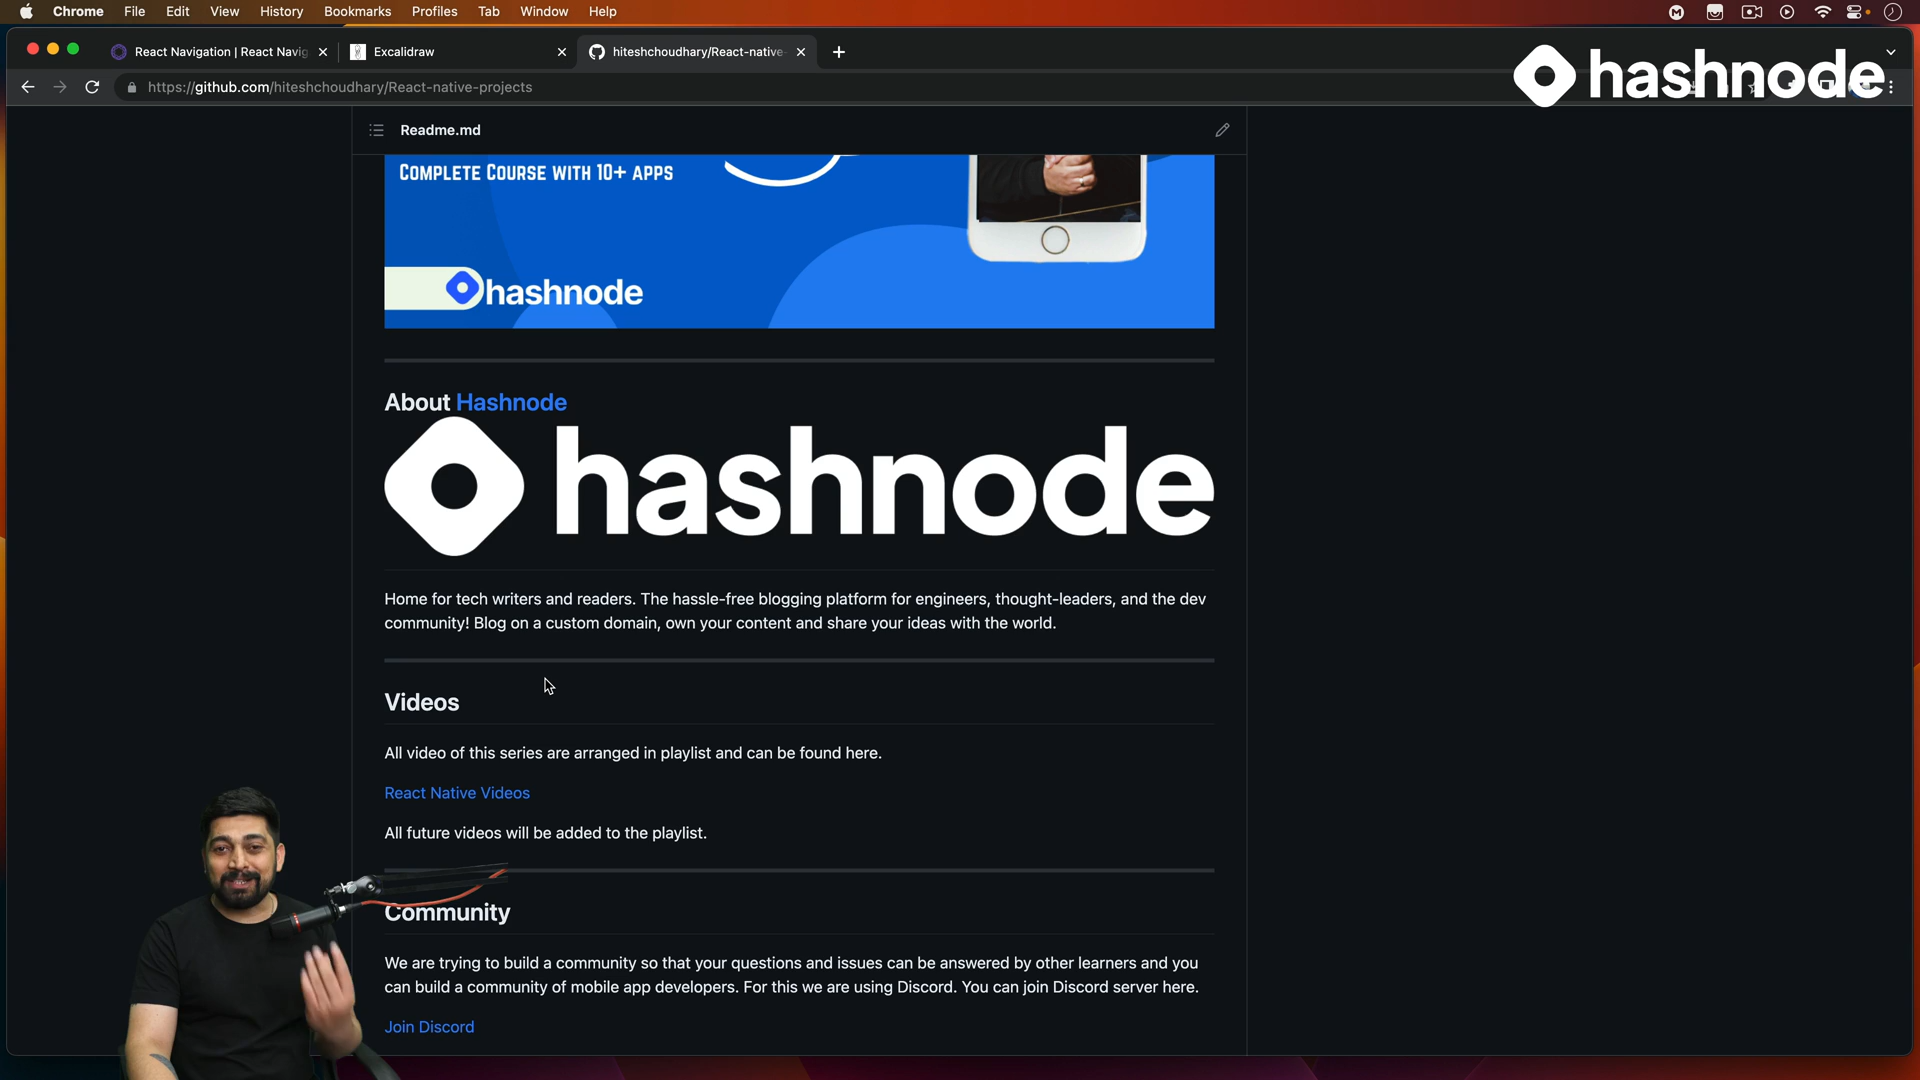 Chrome File Edit View History Bookmarks Profiles Tab Window Help
React Navigation | React Navig
Excalidraw
hiteshchoudhary/React-native-
https://github.com/hiteshchoudhary/React-native-projects
hashnode
Readme.md
COMPLETE COURSE WITH 10+ APPS
hashnode
About Hashnode
hashnode
Home for tech writers and readers. The hassle-free blogging platform for engineers, thought-leaders, and the dev
community! Blog on a custom domain, own your content and share your ideas with the world.
Videos
All video of this series are arranged in playlist and can be found here.
React Native Videos
All future videos will be added to the playlist.
Community
We are trying to build a community so that your questions and issues can be answered by other learners and you
can build a community of mobile app developers. For this we are using Discord. You can join Discord server here.
Join Discord